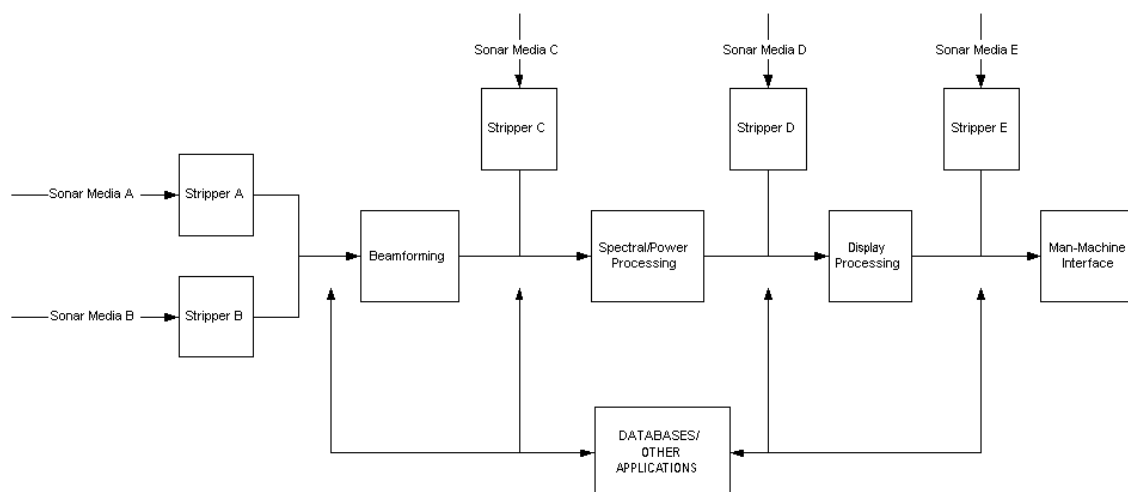 Sonar Media C
Sonar Media D
Sonar Media E
Stripper C
Stripper D
Stripper E
Sonar Media A
Stripper A
Beamforming
Spectral/Power
Processing
Display
Processing
Man-Machine
Interface
Sonar Media B
Stripper B
DATABASES/
OTHER
APPLICATIONS